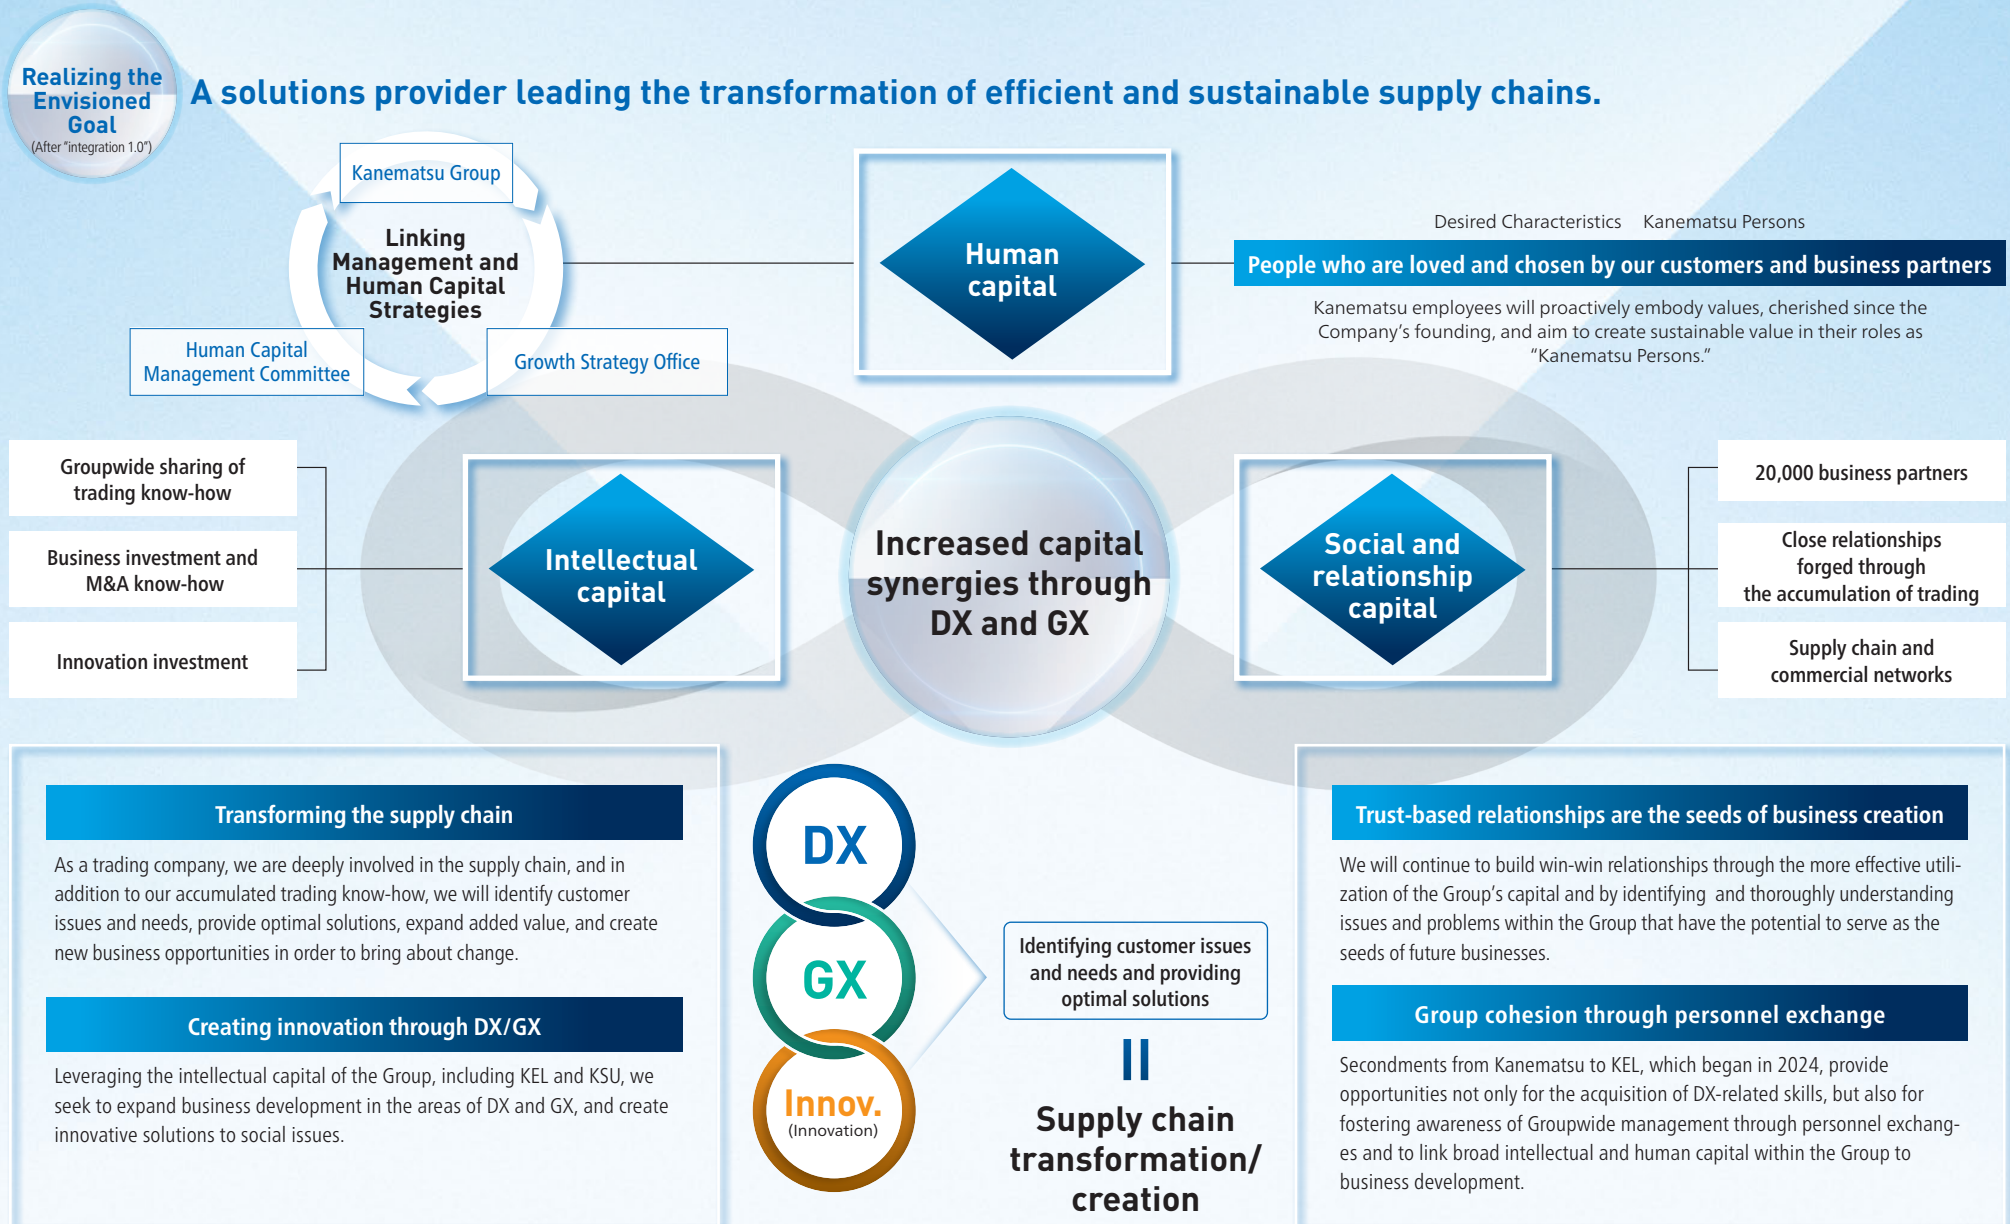 Realizing the
Envisioned
Goal
(After "integration 1.0")
A solutions provider leading the transformation of efficient and sustainable supply chains.
Kanematsu Group
Linking
Management and
Human Capital
Strategies
Human Capital
Management Committee
Growth Strategy Office
Human
capital
Desired Characteristics Kanematsu Persons
People who are loved and chosen by our customers and business partners
Kanematsu employees will proactively embody values, cherished since the
Company's founding, and aim to create sustainable value in their roles as
"Kanematsu Persons."
Groupwide sharing of
trading know-how
Business investment and
M&A know-how
Innovation investment
Intellectual
capital
Increased capital
synergies through
DX and GX
Social and
relationship
capital
20,000 business partners
Close relationships
forged through
the accumulation of trading
Supply chain and
commercial networks
Transforming the supply chain
As a trading company, we are deeply involved in the supply chain, and in
addition to our accumulated trading know-how, we will identify customer
issues and needs, provide optimal solutions, expand added value, and create
new business opportunities in order to bring about change.
Creating innovation through DX/GX
Leveraging the intellectual capital of the Group, including KEL and KSU, we
seek to expand business development in the areas of DX and GX, and create
innovative solutions to social issues.
DX
GX
Innov.
(Innovation)
Identifying customer issues
and needs and providing
optimal solutions
Supply chain
transformation/
creation
Trust-based relationships are the seeds of business creation
We will continue to build win-win relationships through the more effective utili-
zation of the Group's capital and by identifying and thoroughly understanding
issues and problems within the Group that have the potential to serve as the
seeds of future businesses.
Group cohesion through personnel exchange
Secondments from Kanematsu to KEL, which began in 2024, provide
opportunities not only for the acquisition of DX-related skills, but also for
fostering awareness of Groupwide management through personnel exchang-
es and to link broad intellectual and human capital within the Group to
business development.